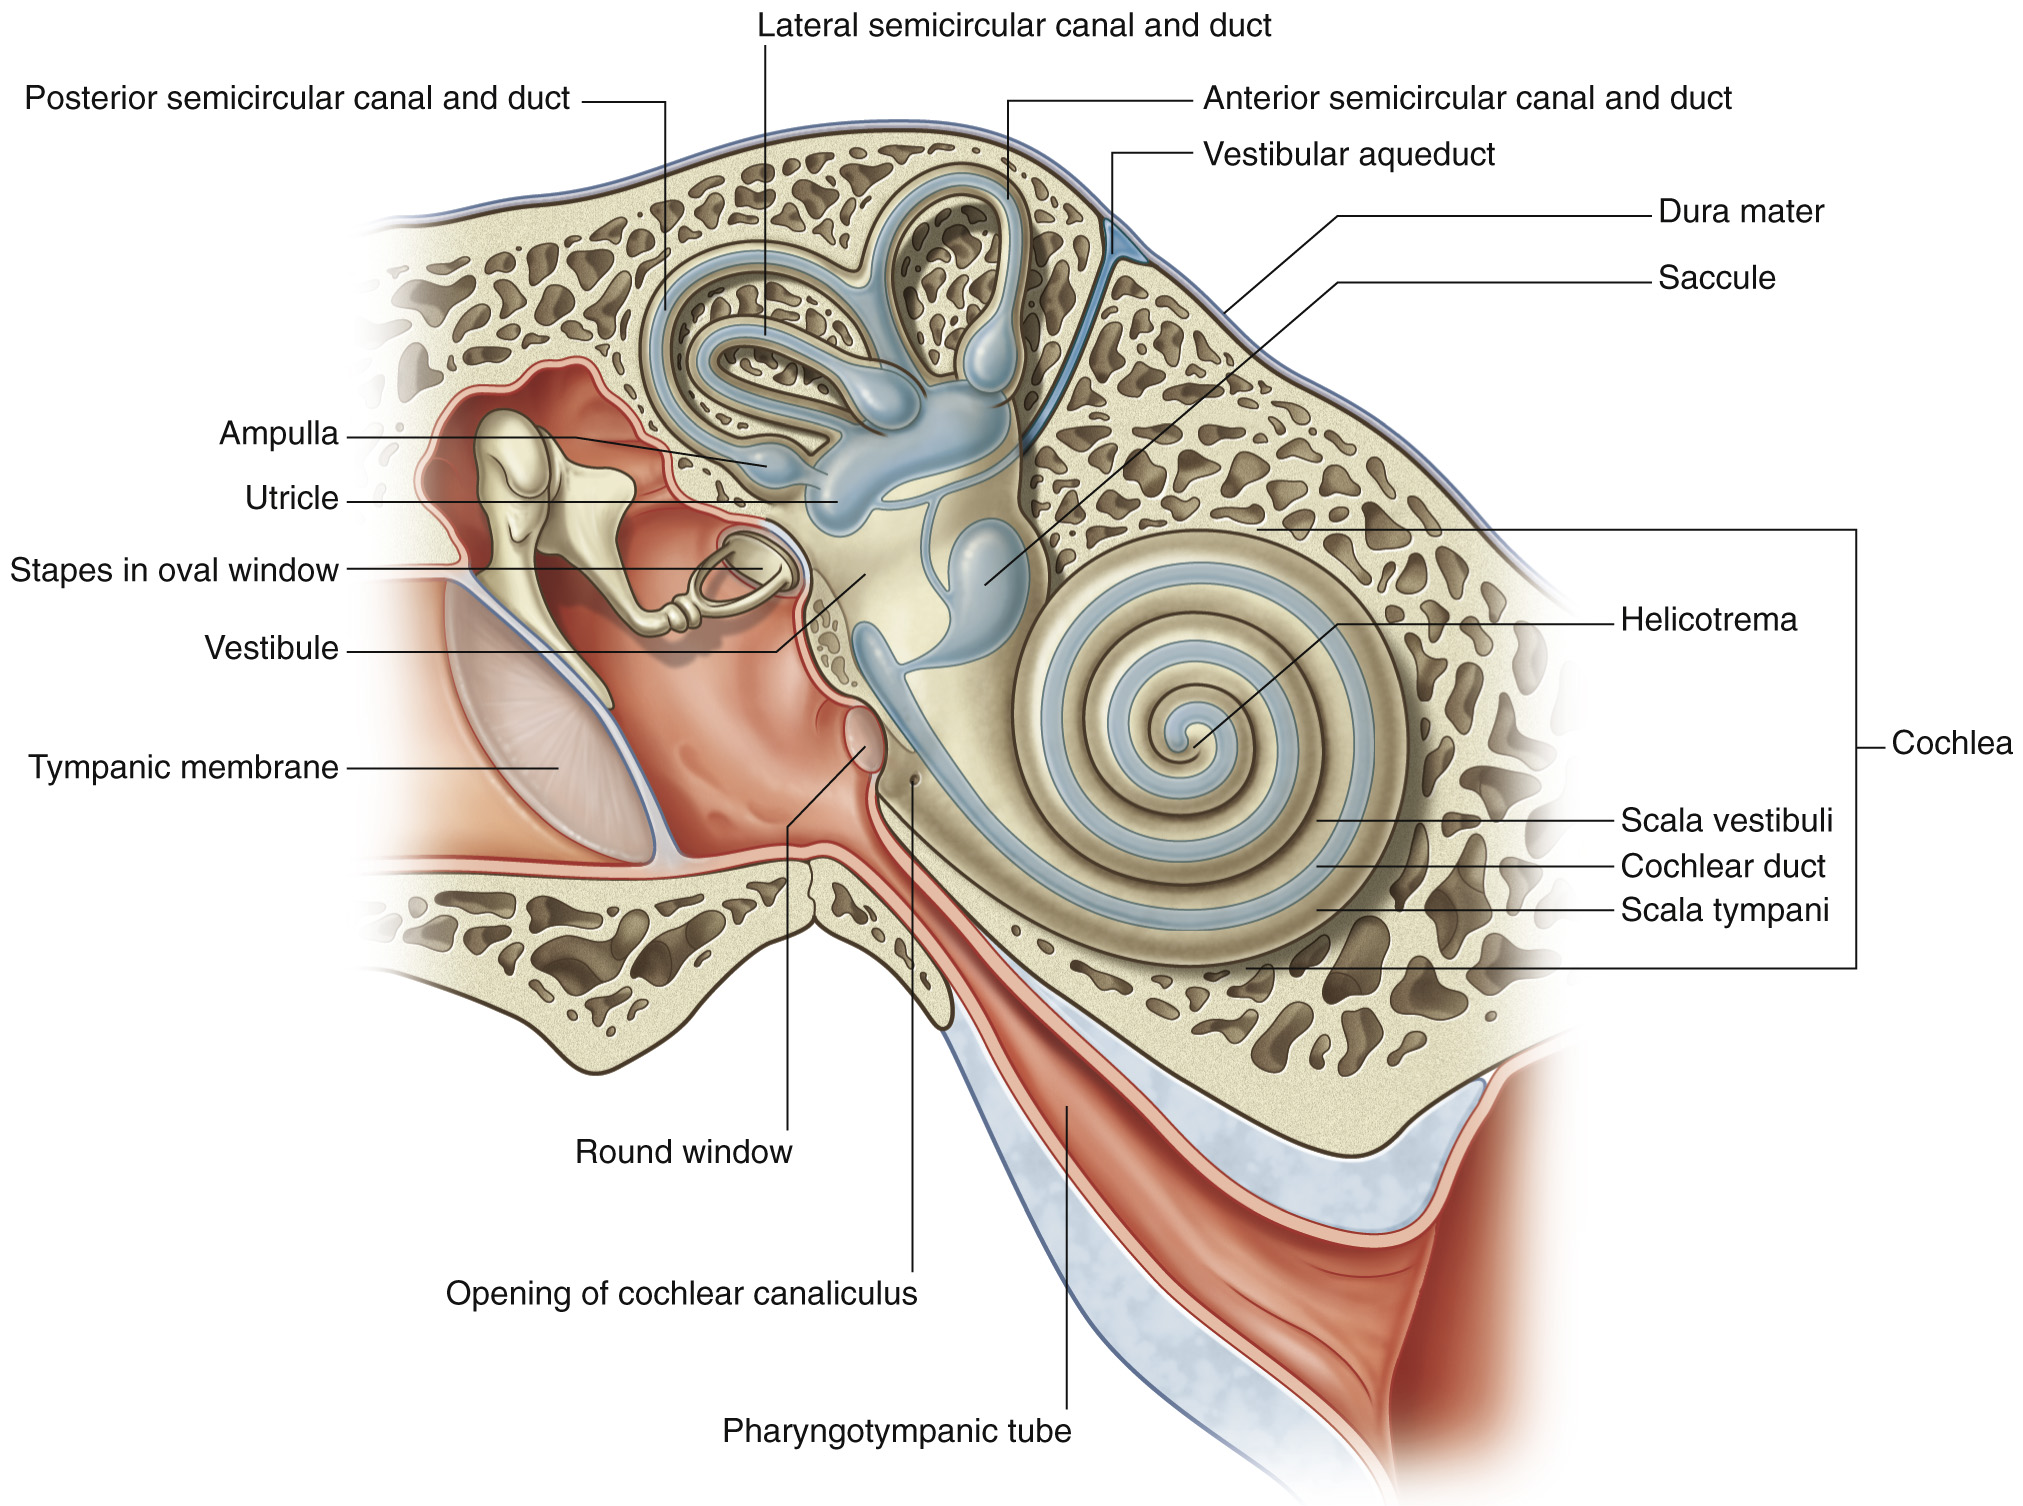 Lateral semicircular canal and duct
Posterior semicircular canal and duct
Anterior semicircular canal and duct
Vestibular aqueduct
Dura mater
Saccule
Ampulla
Utricle
Stapes in oval window
Vestibule
Tympanic membrane
Helicotrema
Cochlea
Scala vestibuli
Cochlear duct
Scala tympani
Round window
Opening of cochlear canaliculus
Pharyngotympanic tube